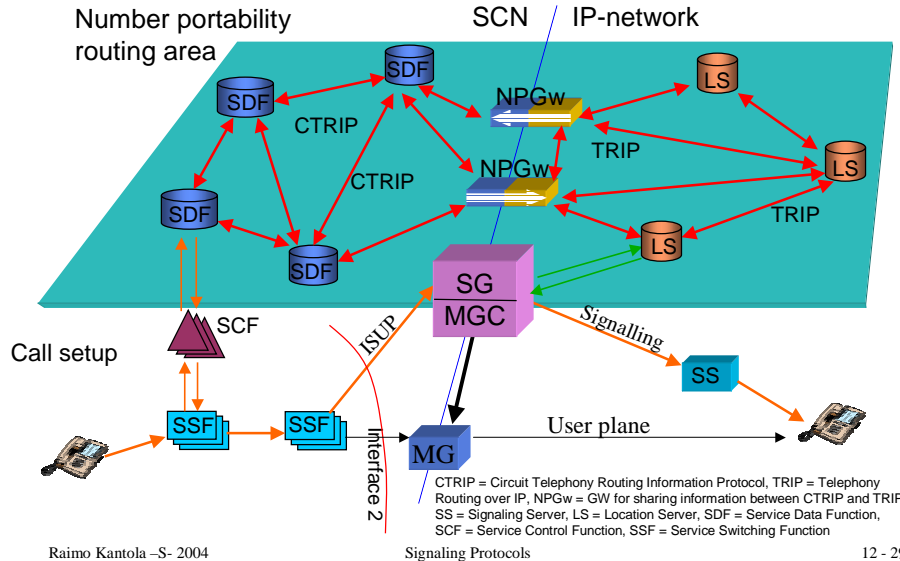 Number portability
routing area
SCN
IP-network
SDF
SDF
CTRIP
NPGw
LS
CTRIP
NPGw
TRIP
LS
SDF
TRIP
SDF
LS
SG
MGC
SCF
Call setup
ISUP
Signalling
SS
SSF
SSF
Interface 2
MG
User plane
CTRIP = Circuit Telephony Routing Information Protocol, TRIP = Telephony
Routing over IP, NPGw = GW for sharing information between CTRIP and TRIP
SS = Signaling Server, LS = Location Server, SDF = Service Data Function,
SCF = Service Control Function, SSF = Service Switching Function
Raimo Kantola –S- 2004
Signaling Protocols
12 - 29